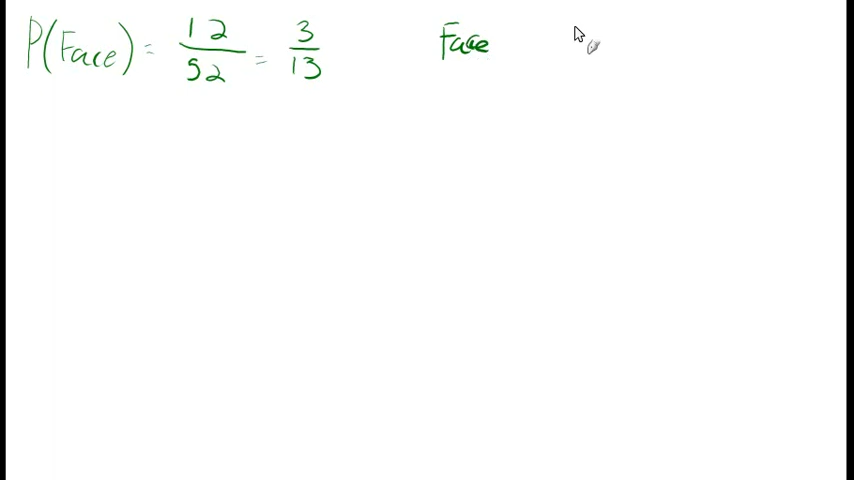 P(Face) = 12/52 = 3/13 Face